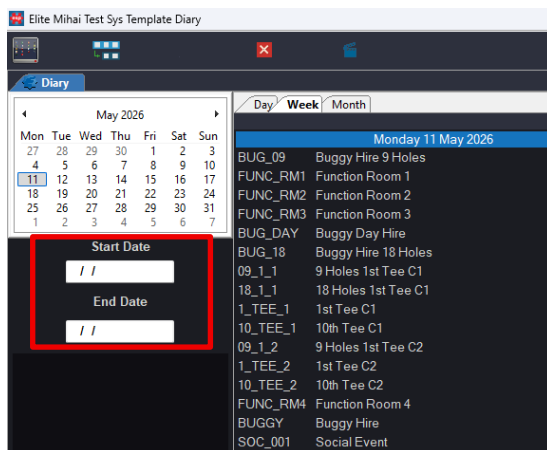 Elite Mihai Test Sys Template Diary
Diary
May 2026
Mon Tue Wed Thu Fri Sat Sun
27 28 29 30 1 2 3
4 5 6 7 8 9 10
11 12 13 14 15 16 17
18 19 20 21 22 23 24
25 26 27 28 29 30 31
1 2 3 4 5 6 7
Start Date
/ /
End Date
/ /
Day Week Month
Monday 11 May 2026
BUG_09 Buggy Hire 9 Holes
FUNC_RM1 Function Room 1
FUNC_RM2 Function Room 2
FUNC_RM3 Function Room 3
BUG_DAY Buggy Day Hire
BUG_18 Buggy Hire 18 Holes
09_1_1 9 Holes 1st Tee C1
18_1_1 18 Holes 1st Tee C1
1_TEE_1 1st Tee C1
10_TEE_1 10th Tee C1
09_1_2 9 Holes 1st Tee C2
1_TEE_2 1st Tee C2
10_TEE_2 10th Tee C2
FUNC_RM4 Function Room 4
BUGGY Buggy Hire
SOC_001 Social Event